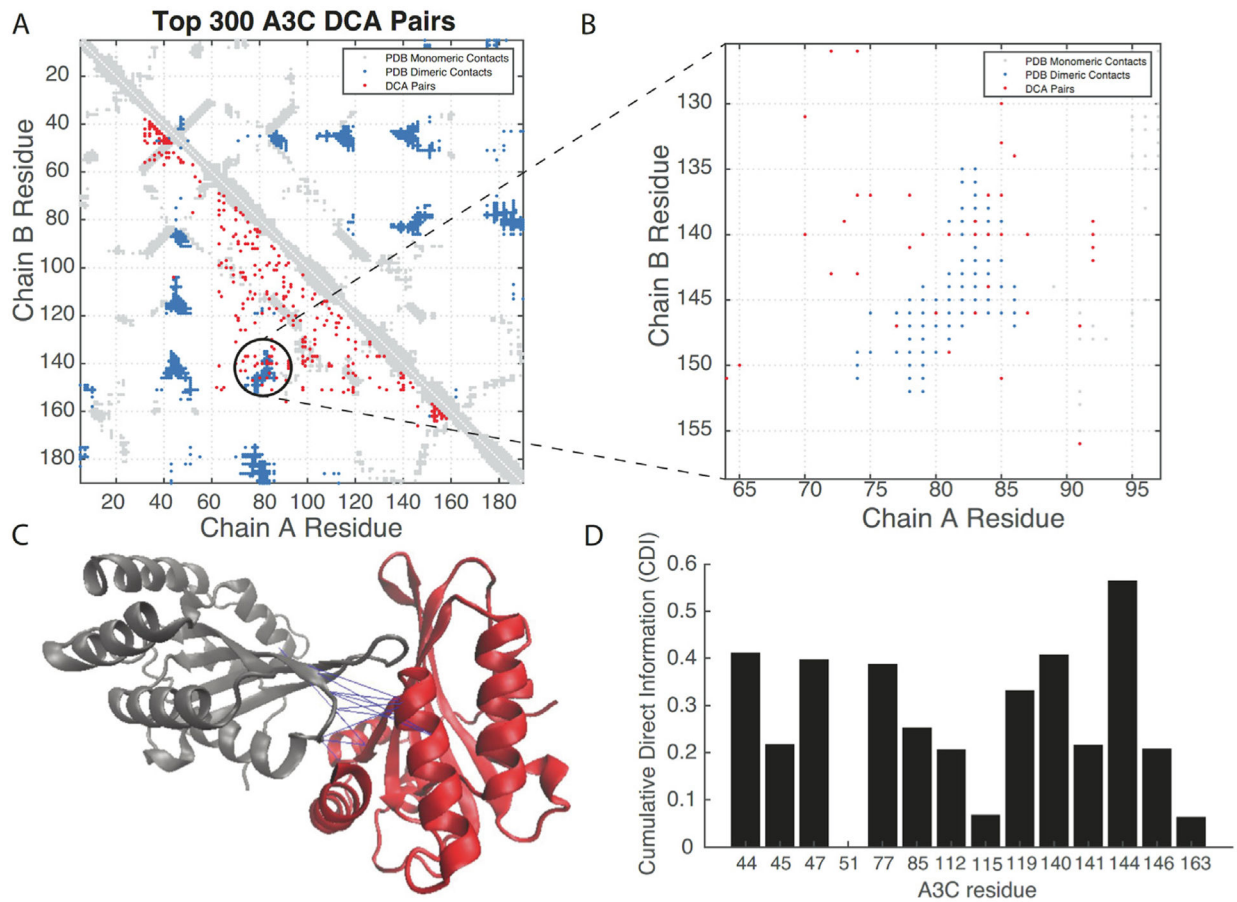 A
Top 300 A3C DCA Pairs
PDB Monomeric Contacts
PDB Dimeric Contacts
DCA Pairs
20
40
60
80
100
120
140
160
180
Chain B Residue
20 40 60 80 100 120 140 160 180
Chain A Residue
B
PDB Monomeric Contacts
PDB Dimeric Contacts
DCA Pairs
130
135
140
145
150
155
Chain B Residue
65 70 75 80 85 90 95
Chain A Residue
C
D
0.6
0.5
0.4
0.3
0.2
0.1
0
Cumulative Direct Information (CDI)
44 45 47 51 77 85 112 115 119 140 141 144 146 163
A3C residue